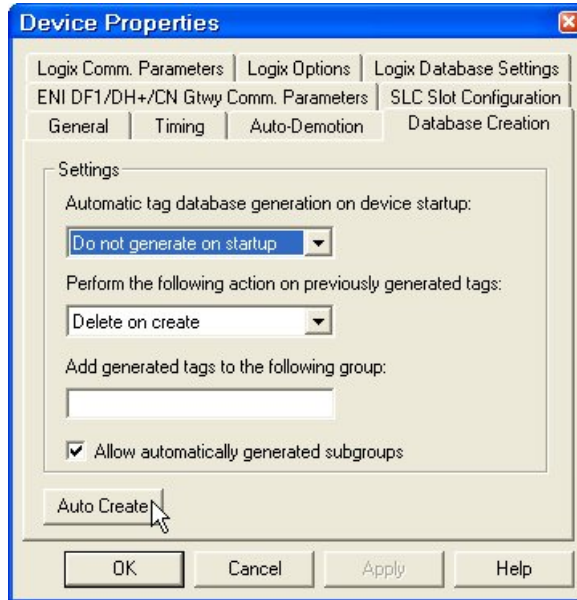 Device Properties
Logix Comm. Parameters
Logix Options
Logix Database Settings
ENI DF1/DH+/CN Gtwy Comm. Parameters
SLC Slot Configuration
General
Timing
Auto-Demotion
Database Creation
Settings
Automatic tag database generation on device startup:
Do not generate on startup
Perform the following action on previously generated tags:
Delete on create
Add generated tags to the following group:
Allow automatically generated subgroups
Auto Create
OK
Cancel
Apply
Help